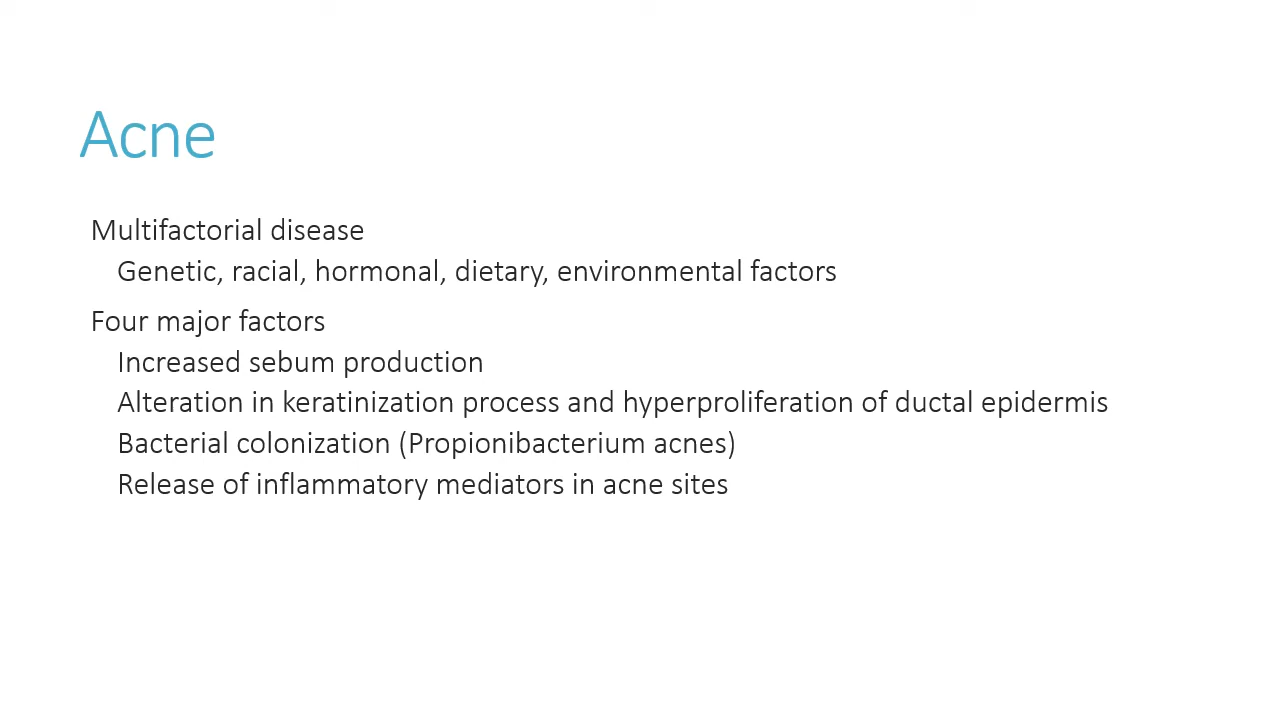 Acne
Multifactorial disease
Genetic, racial, hormonal, dietary, environmental factors
Four major factors
Increased sebum production
Alteration in keratinization process and hyperproliferation of ductal epidermis
Bacterial colonization (Propionibacterium acnes)
Release of inflammatory mediators in acne sites